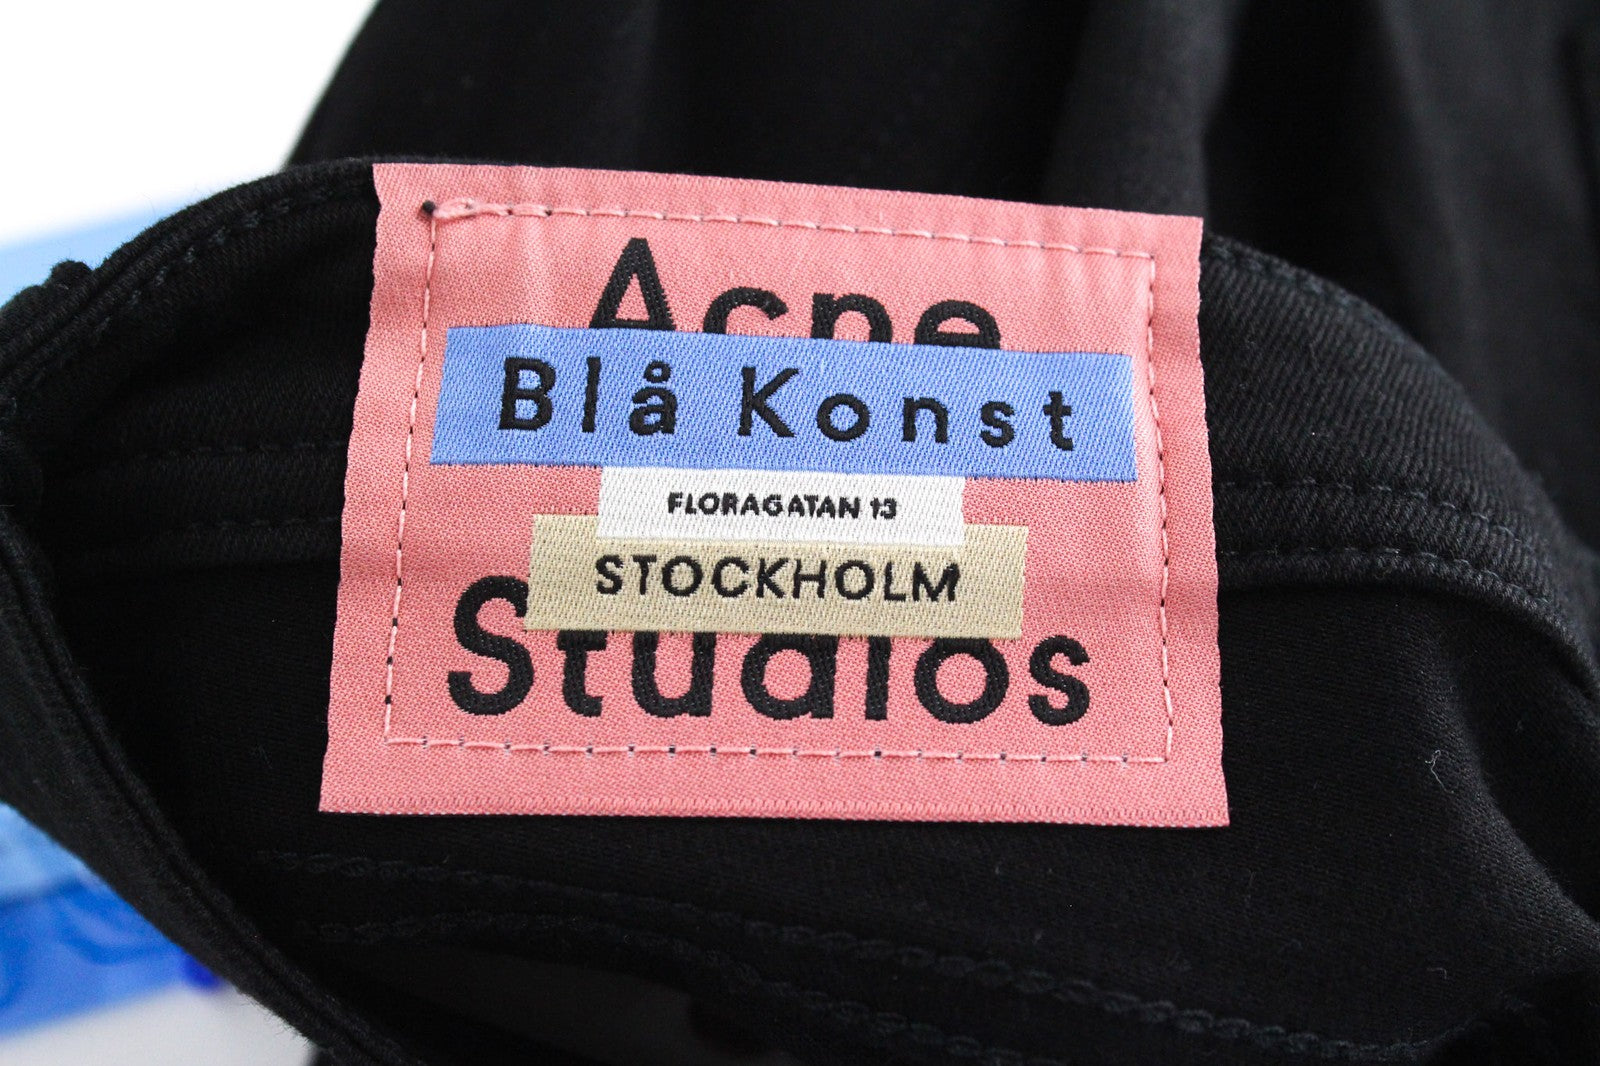 Acne
Blå Konst
FLORAGATAN 13
STOCKHOLM
Studios